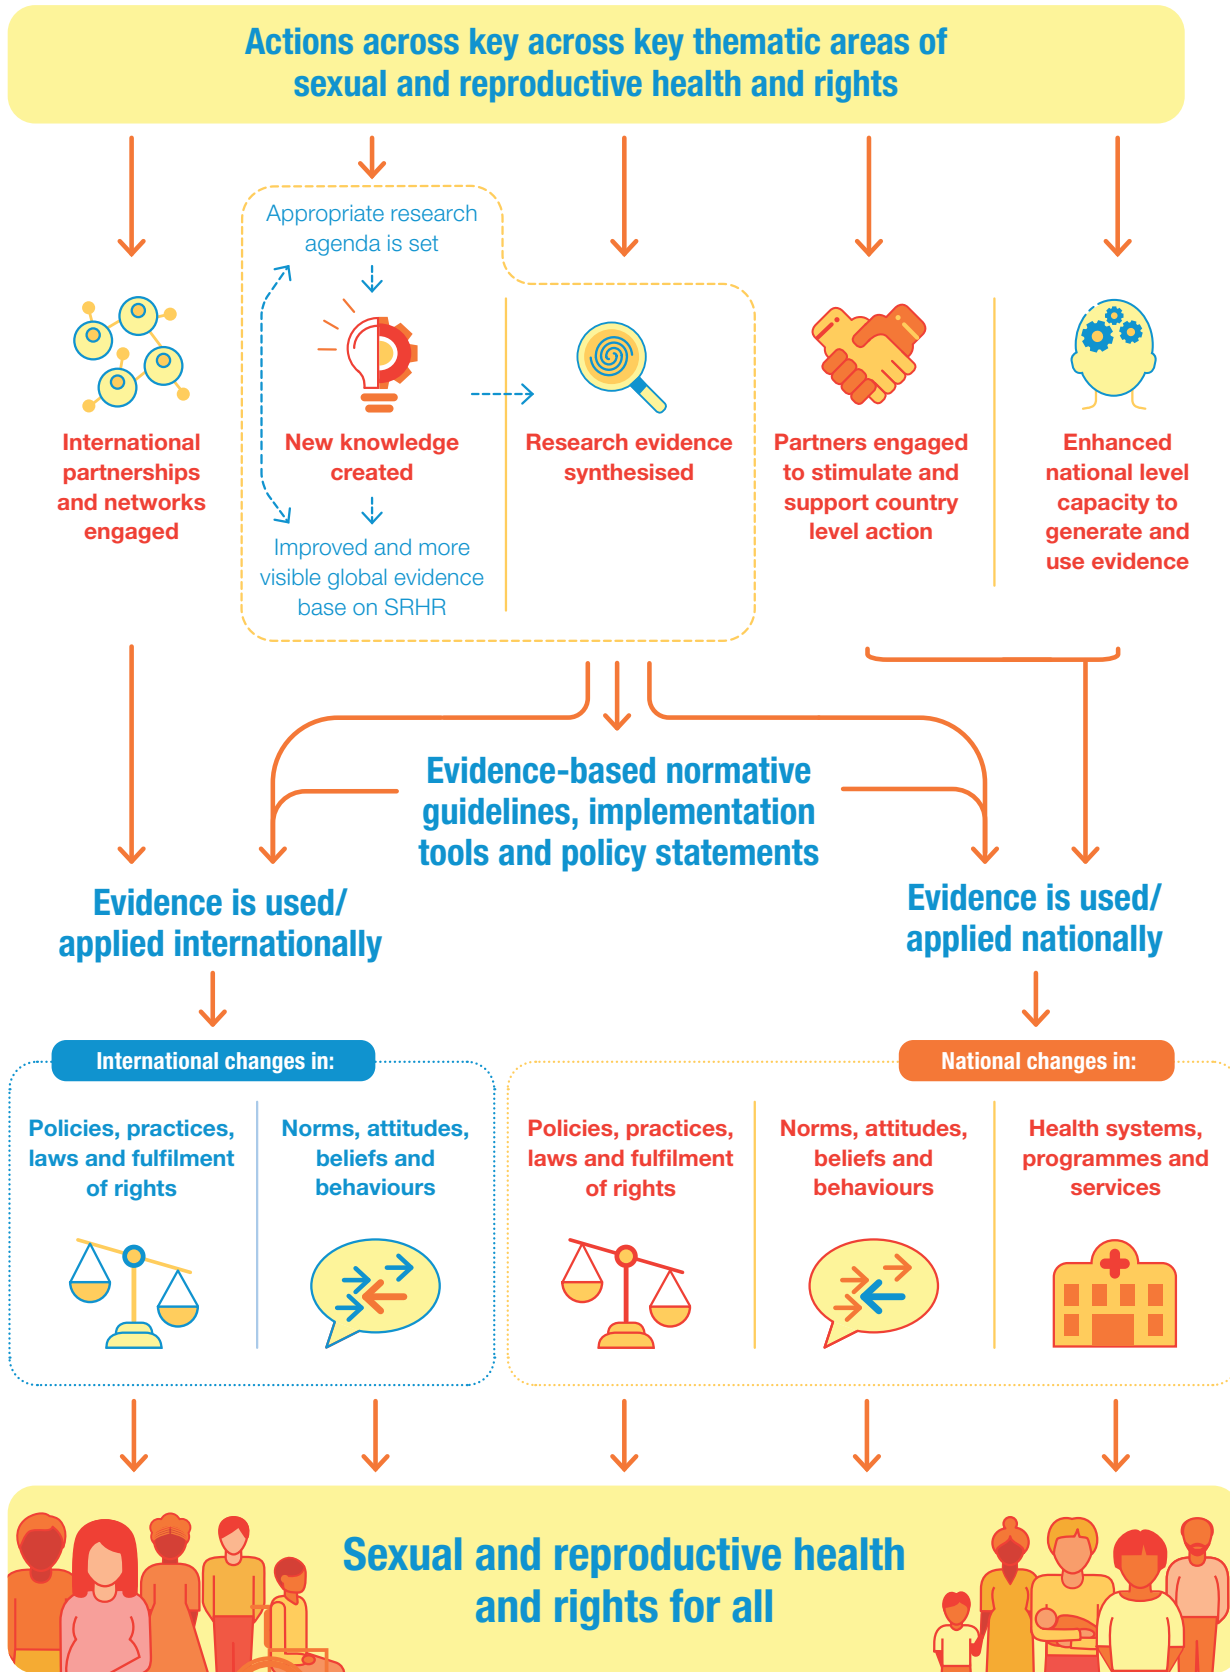 Actions across key across key thematic areas of
sexual and reproductive health and rights
Appropriate research
agenda is set
International
partnerships
and networks
engaged
New knowledge
created
Improved and more
visible global evidence
base on SRHR
Research evidence
synthesised
Partners engaged
to stimulate and
support country
level action
Enhanced
national level
capacity to
generate and
use evidence
Evidence-based normative
guidelines, implementation
tools and policy statements
Evidence is used/
applied internationally
Evidence is used/
applied nationally
International changes in:
Policies, practices,
laws and fulfilment
of rights
Norms, attitudes,
beliefs and
behaviours
National changes in:
Policies, practices,
laws and fulfilment
of rights
Norms, attitudes,
beliefs and
behaviours
Health systems,
programmes and
services
Sexual and reproductive health
and rights for all